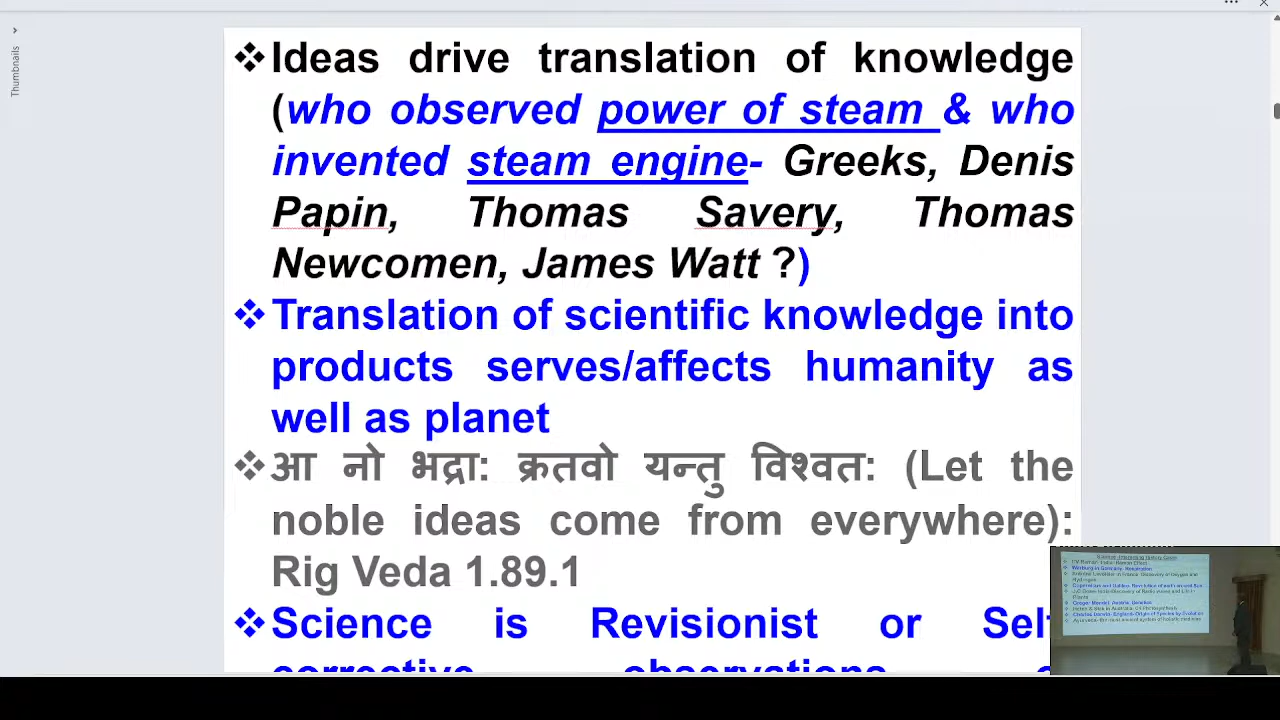 Thumbnails
❖Ideas drive translation of knowledge
(who observed power of steam & who
invented steam engine- Greeks, Denis
Papin, Thomas Savery, Thomas
Newcomen, James Watt ?)
❖Translation of scientific knowledge into
products serves/affects humanity as
well as planet
❖आ नो भद्रा: क्रतवो यन्तु विश्वत: (Let the
noble ideas come from everywhere):
Rig Veda 1.89.1
❖Science is Revisionist or Self
corrective observations